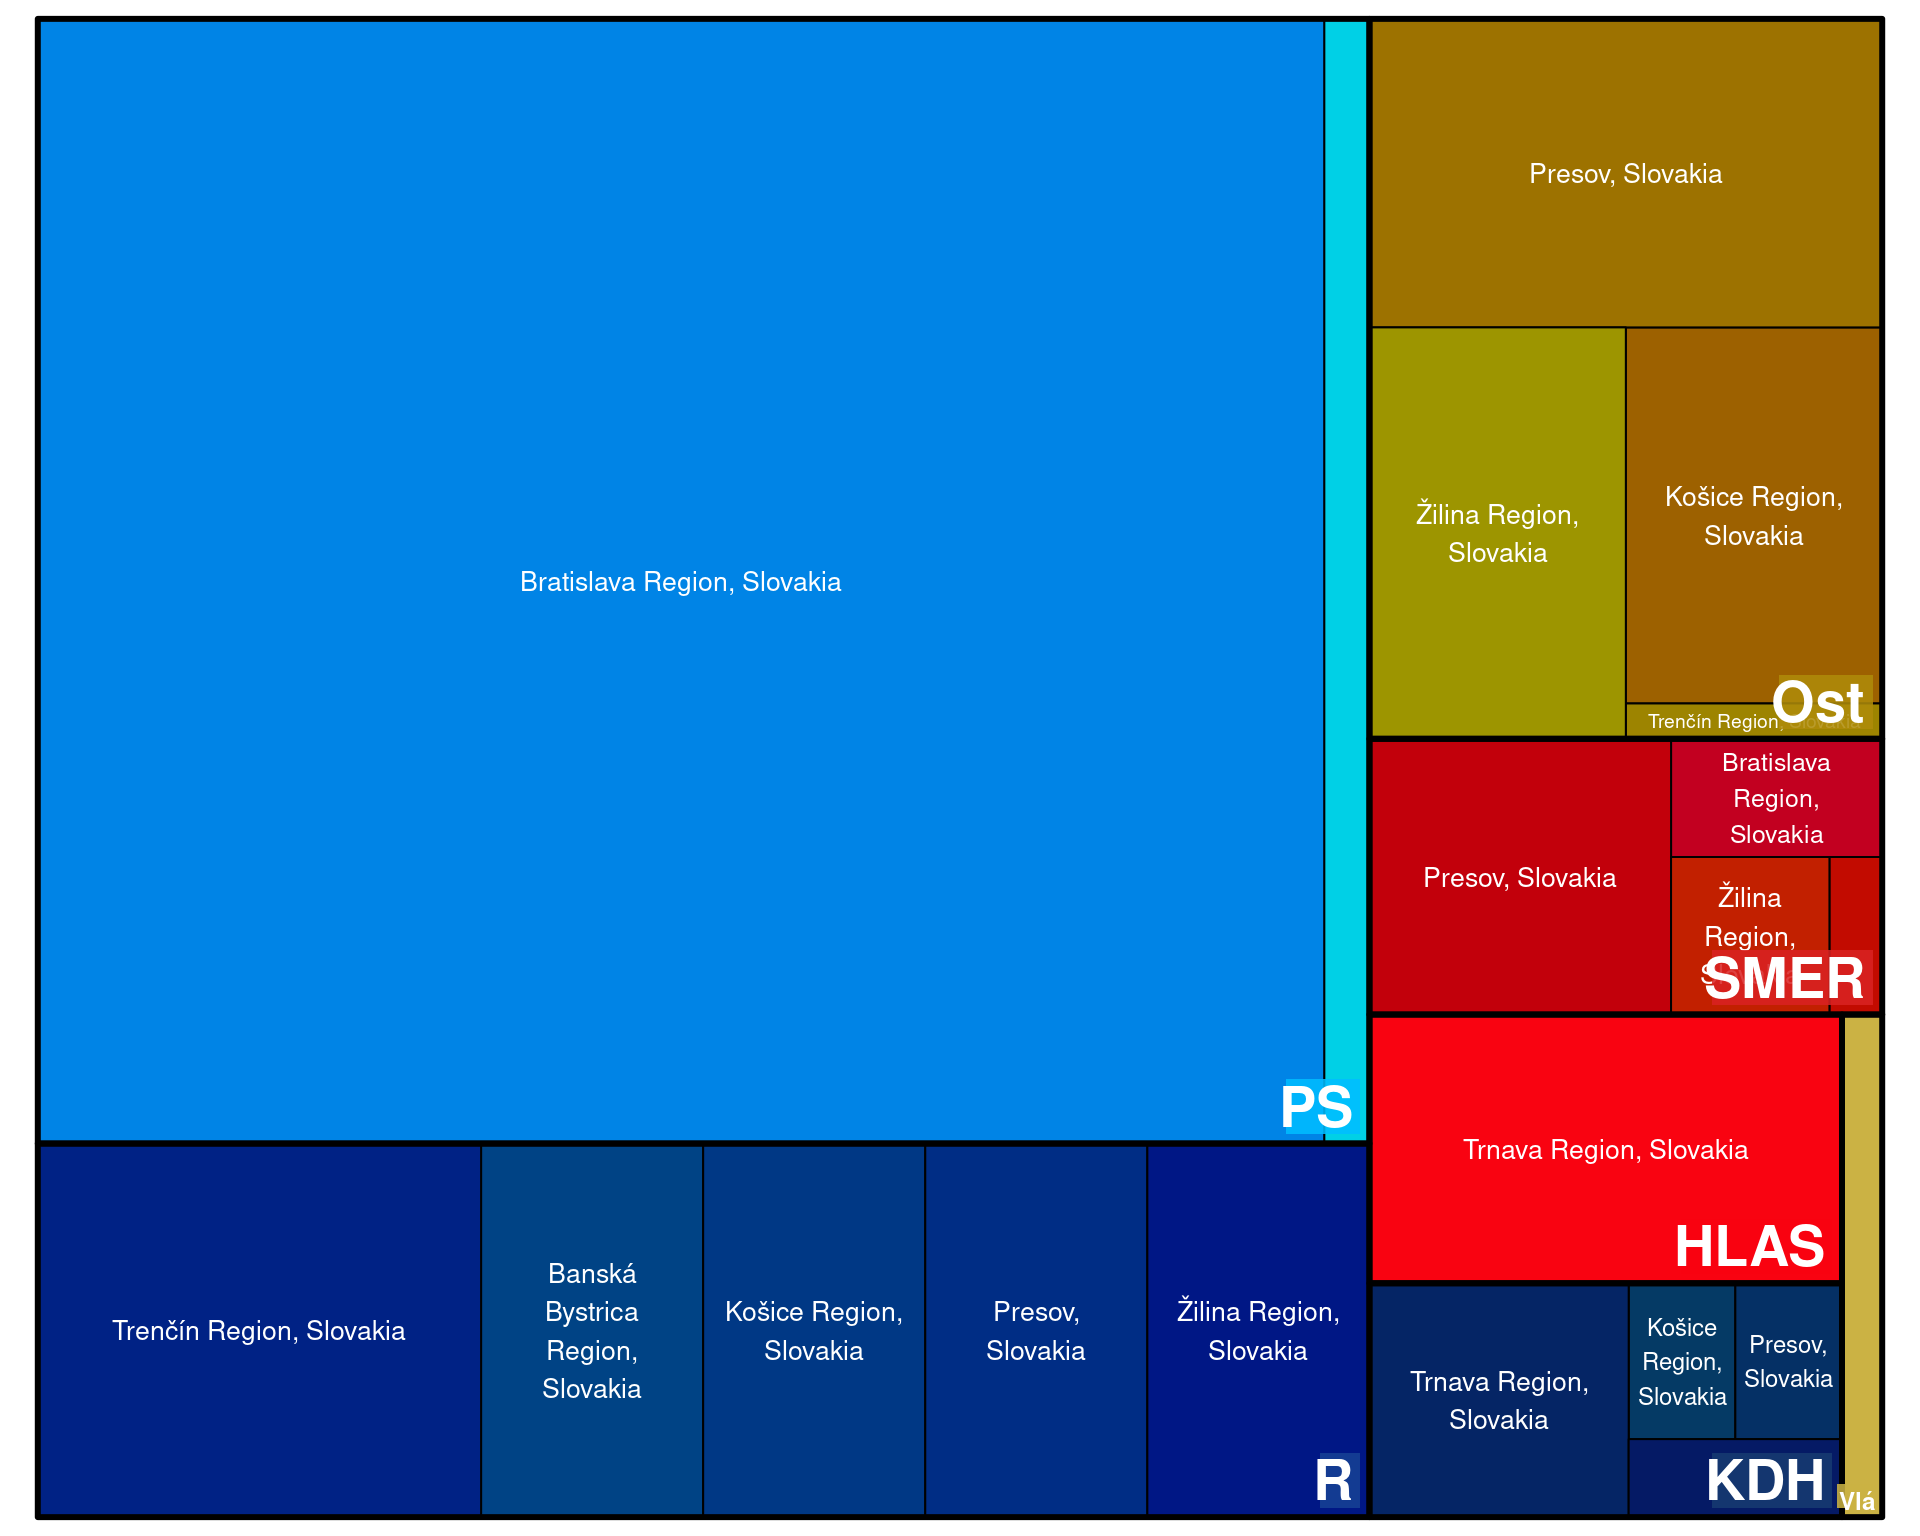 Bratislava Region, Slovakia
PS
Trenčín Region, Slovakia
Banská
Bystrica
Region,
Slovakia
Košice Region,
Slovakia
Presov,
Slovakia
Žilina Region,
Slovakia
R
Presov, Slovakia
Žilina Region,
Slovakia
Košice Region,
Slovakia
Trenčín Region, Slovakia
Ost
Presov, Slovakia
Bratislava
Region,
Slovakia
Žilina
Region,
SMER
Trnava Region, Slovakia
HLAS
Trnava Region,
Slovakia
Košice
Region,
Slovakia
Presov,
Slovakia
KDH
Vlá